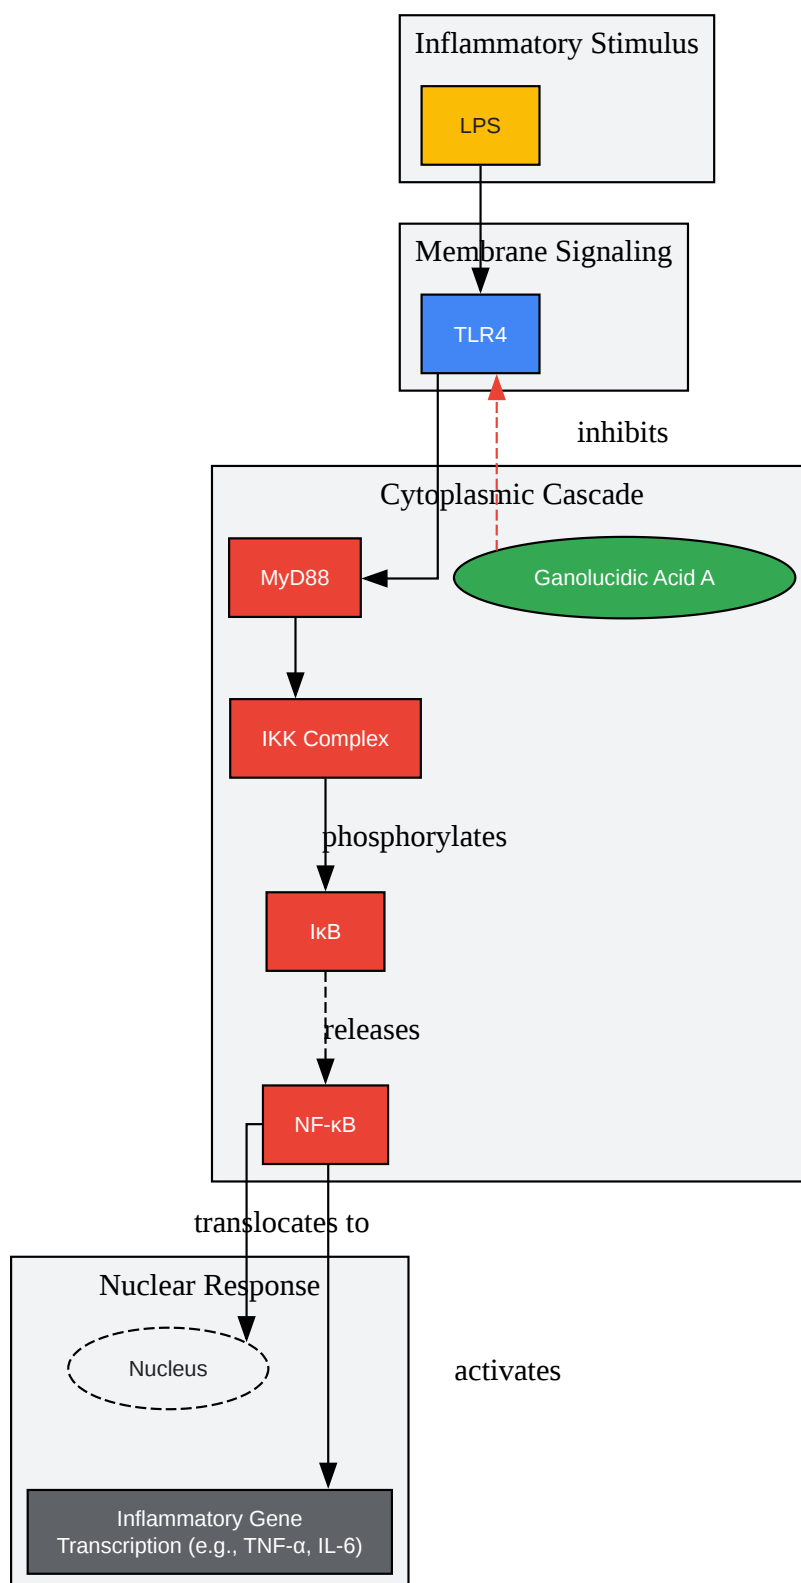 Inflammatory Stimulus
LPS
Membrane Signaling
TLR4
inhibits
Cytoplasmic Cascade
MyD88
Ganolucidic Acid A
IKK Complex
phosphorylates
IκB
releases
NF-κB
translocates to
Nuclear Response
Nucleus
activates
Inflammatory Gene
Transcription (e.g., TNF-α, IL-6)